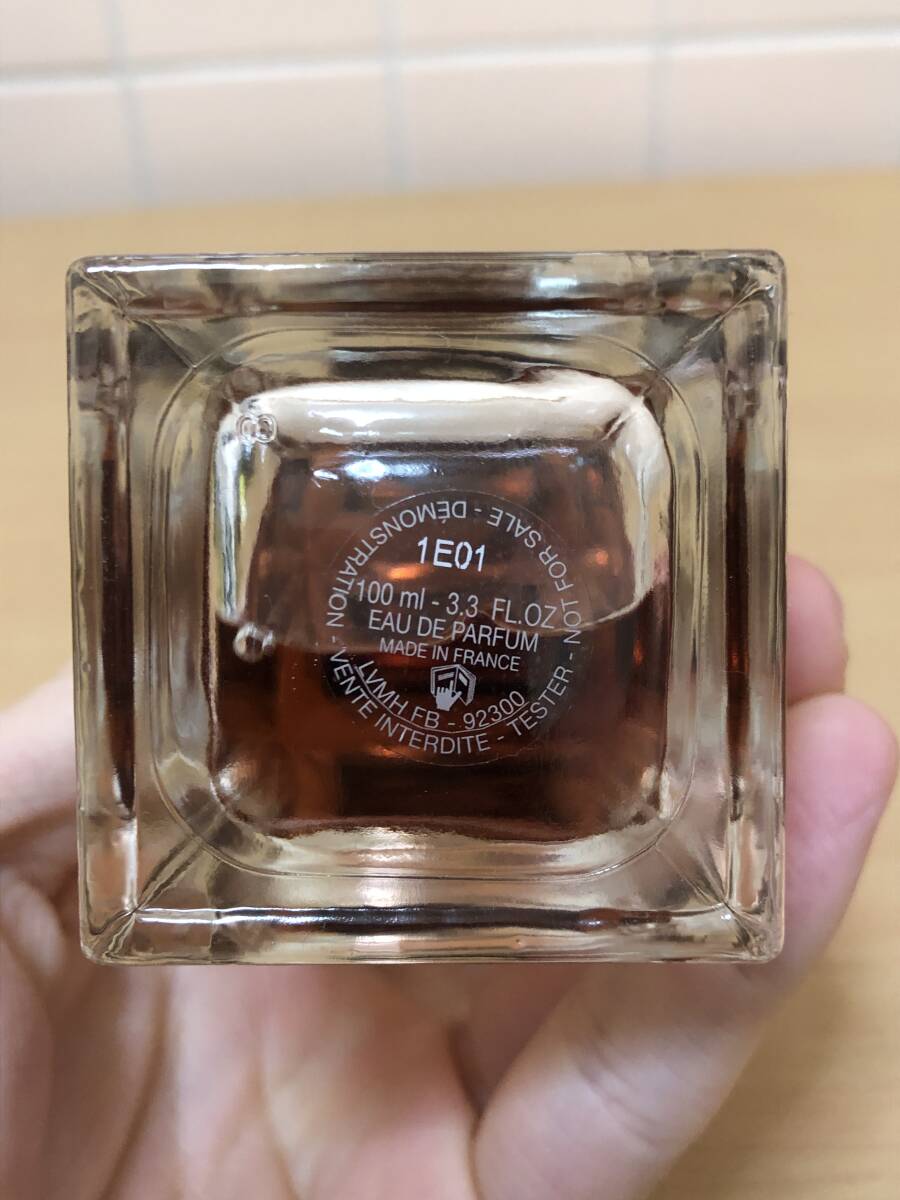 1E01
100 ml - 3.3 FL.OZ
EAU DE PARFUM
MADE IN FRANCE
LVMH FB - 92300
VENTE INTERDITE - TESTER - NOT FOR SALE - DÉMONSTRATION -